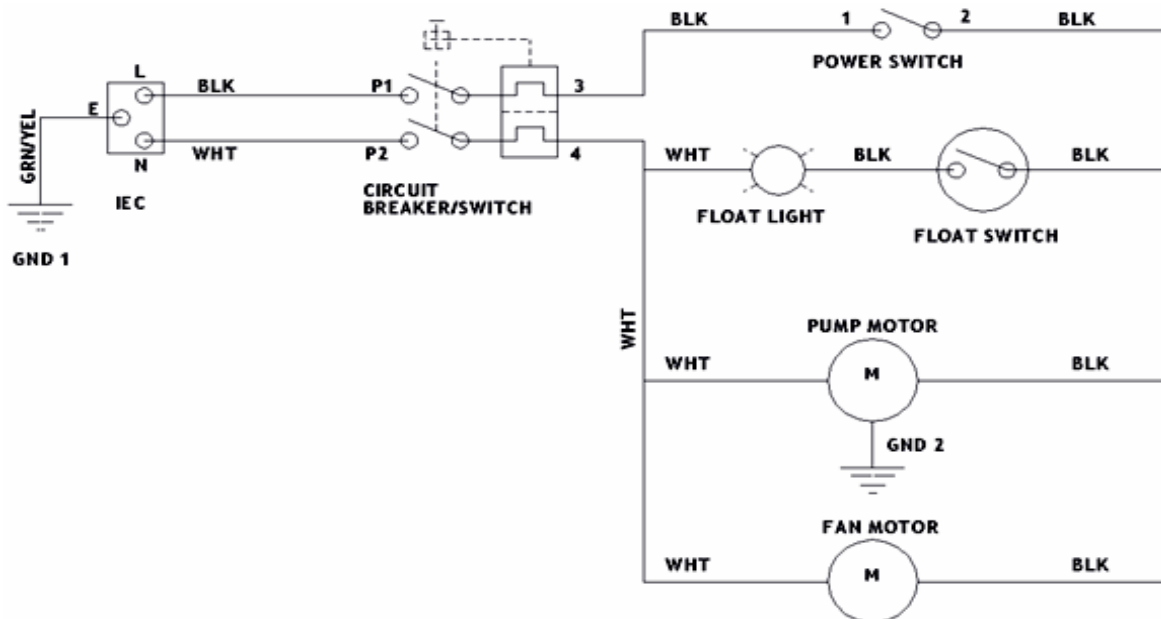 BLK 1 2 BLK
POWER SWITCH
L
BLK P1 3
E
GRN/YEL
N
WHT P2 4
IEC
CIRCUIT
BREAKER/SWITCH
GND 1
WHT BLK BLK
FLOAT LIGHT
FLOAT SWITCH
WHT
PUMP MOTOR
WHT M BLK
GND 2
FAN MOTOR
WHT M BLK